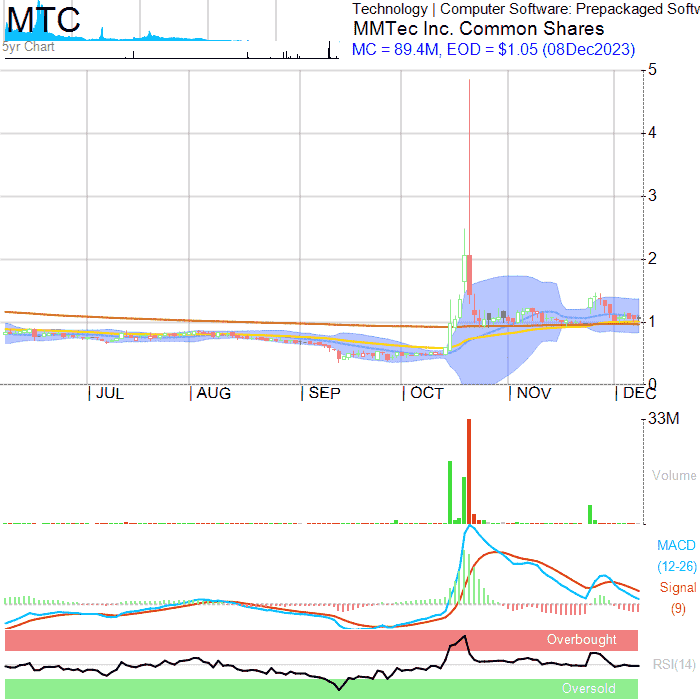 MTC
Technology | Computer Software: Prepackaged Softw
MMTec Inc. Common Shares
5yr Chart
MC = 89.4M, EOD = $1.05 (08Dec2023)
5
4
3
2
1
0
JUL AUG SEP OCT NOV DEC
33M
Volume
MACD
(12-26)
Signal
(9)
Overbought
RSI(14)
Oversold